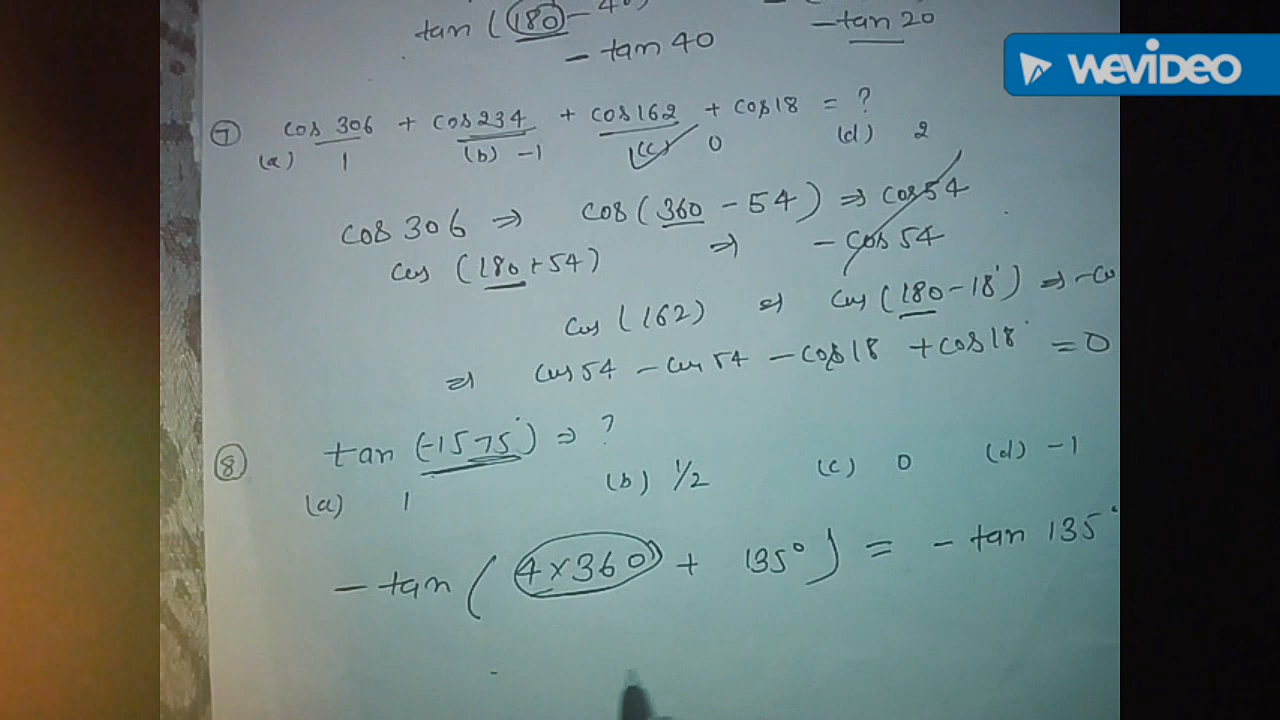 tan (180 - 40)
- tan 20
- tan 40
WEVIDEO
7 cos 306 + cos 234 + cos 162 + cos 18 = ?
(a) 1 (b) -1 (c) 0 (d) 2
cos 306 ⇒ cos (360 - 54) ⇒ cos 54
cos (180 + 54) ⇒ - cos 54
cos (162) ⇒ cos (180 - 18°) ⇒ - co
⇒ cos 54 - cos 54 - cos 18 + cos 18 = 0
8 tan (-1575°) ⇒ ?
(a) 1 (b) 1/2 (c) 0 (d) -1
- tan (4×360 + 135°) = - tan 135°